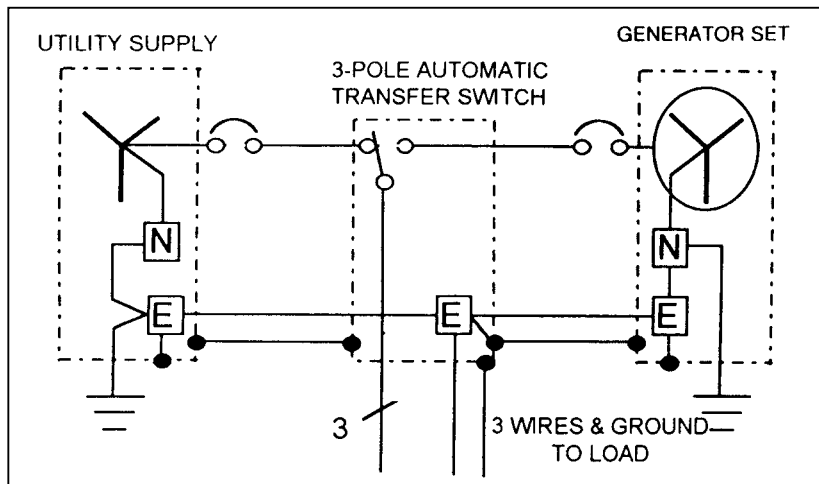 UTILITY SUPPLY
GENERATOR SET
3-POLE AUTOMATIC
TRANSFER SWITCH
N
N
E
E
E
3
3 WIRES & GROUND
TO LOAD